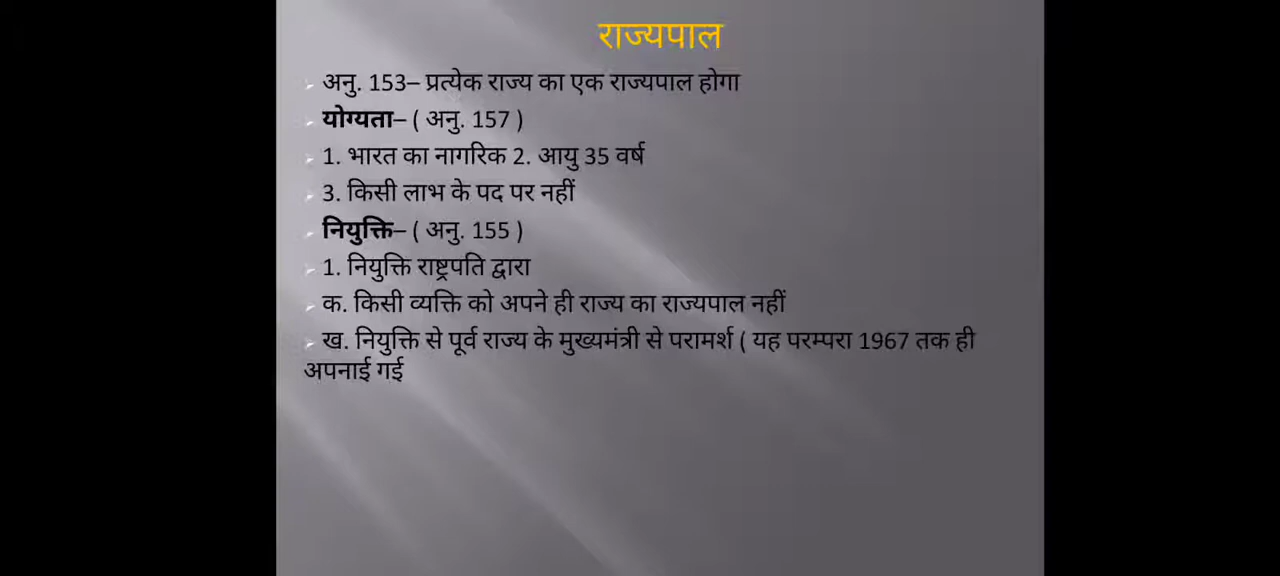 राज्यपाल
अनु. 153– प्रत्येक राज्य का एक राज्यपाल होगा
योग्यता– ( अनु. 157 )
1. भारत का नागरिक 2. आयु 35 वर्ष
3. किसी लाभ के पद पर नहीं
नियुक्ति– ( अनु. 155 )
1. नियुक्ति राष्ट्रपति द्वारा
क. किसी व्यक्ति को अपने ही राज्य का राज्यपाल नहीं
ख. नियुक्ति से पूर्व राज्य के मुख्यमंत्री से परामर्श ( यह परम्परा 1967 तक ही
अपनाई गई